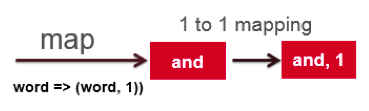 1 to 1 mapping
map
and
and, 1
word => (word, 1))